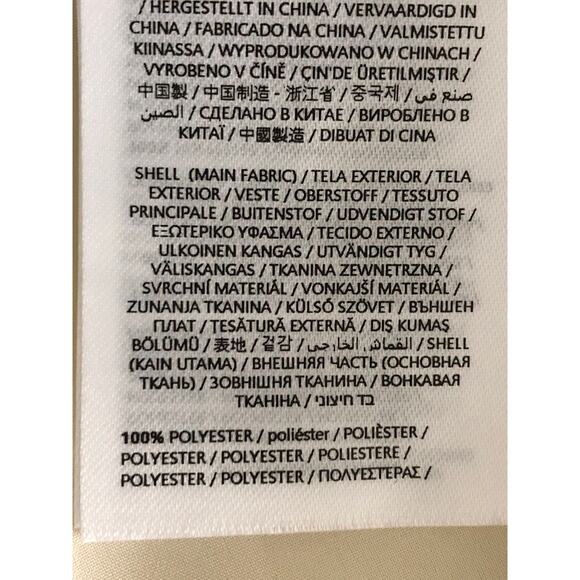 / HERGESTELLT IN CHINA / VERVAARDIGD IN
CHINA / FABRICADO NA CHINA / VALMISTETTU
KIINASSA / WYPRODUKOWANO W CHINACH /
VYROBENO V ČÍNĚ / ÇIN'DE ÜRETILMIŞTIR /
中国製 / 中国制造 - 浙江省 / 중국제 / صنع في
الصين / СДЕЛАНО В КИТАЕ / ВИРОБЛЕНО В
КИТАЇ / 中國製造 / DIBUAT DI CINA
SHELL (MAIN FABRIC) / TELA EXTERIOR / TELA
EXTERIOR / VESTE / OBERSTOFF / TESSUTO
PRINCIPALE / BUITENSTOF / UDVENDIGT STOF /
ΕΞΩΤΕΡΙΚΟ ΥΦΑΣΜΑ / TECIDO EXTERNO /
ULKOINEN KANGAS / UTVÄNDIGT TYG /
VÄLISKANGAS / TKANINA ZEWNĘTRZNA /
SVRCHNÍ MATERIÁL / VONKAJŠÍ MATERIÁL /
ZUNANJA TKANINA / KÜLSŐ SZÖVET / ВЪНШЕН
ПЛАТ / ȚESĂTURĂ EXTERNĂ / DIŞ KUMAŞ
BÖLÜMÜ / 表地 / 겉감 / القماش الخارجي / SHELL
(KAIN UTAMA) / ВНЕШНЯЯ ЧАСТЬ (ОСНОВНАЯ
ТКАНЬ) / ЗОВНІШНЯ ТКАНИНА / ВОНКАВАЯ
ТКАНІНА / בד חיצוני
100% POLYESTER / poliéster / POLIÈSTER /
POLYESTER / POLYESTER / POLIESTERE /
POLYESTER / POLYESTER / ΠΟΛΥΕΣΤΕΡΑΣ /